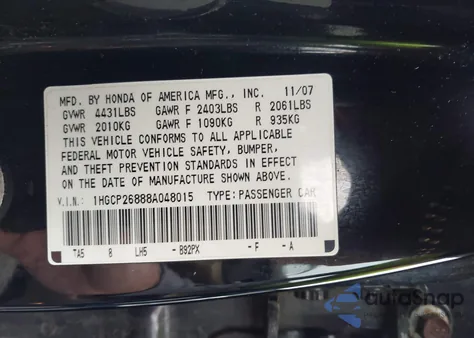 MFD. BY HONDA OF AMERICA MFG., INC. 11/07
GVWR 4431LBS GAWR F 2403LBS R 2061LBS
GVWR 2010KG GAWR F 1090KG R 935KG
THIS VEHICLE CONFORMS TO ALL APPLICABLE
FEDERAL MOTOR VEHICLE SAFETY, BUMPER,
AND THEFT PREVENTION STANDARDS IN EFFECT
ON THE DATE OF MANUFACTURE SHOWN ABOVE.
V.I.N.: 1HGCP26888A048015 TYPE: PASSENGER CAR
TA5 8 LH5 - B92PX - F - A
autoSnap